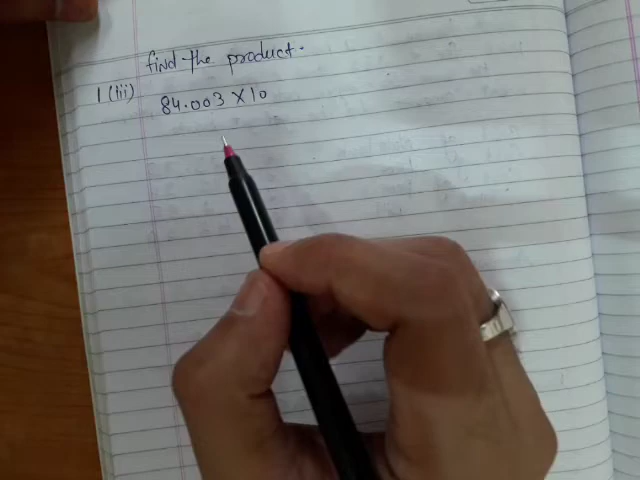 find the product.
1(iii) 84.003 × 10